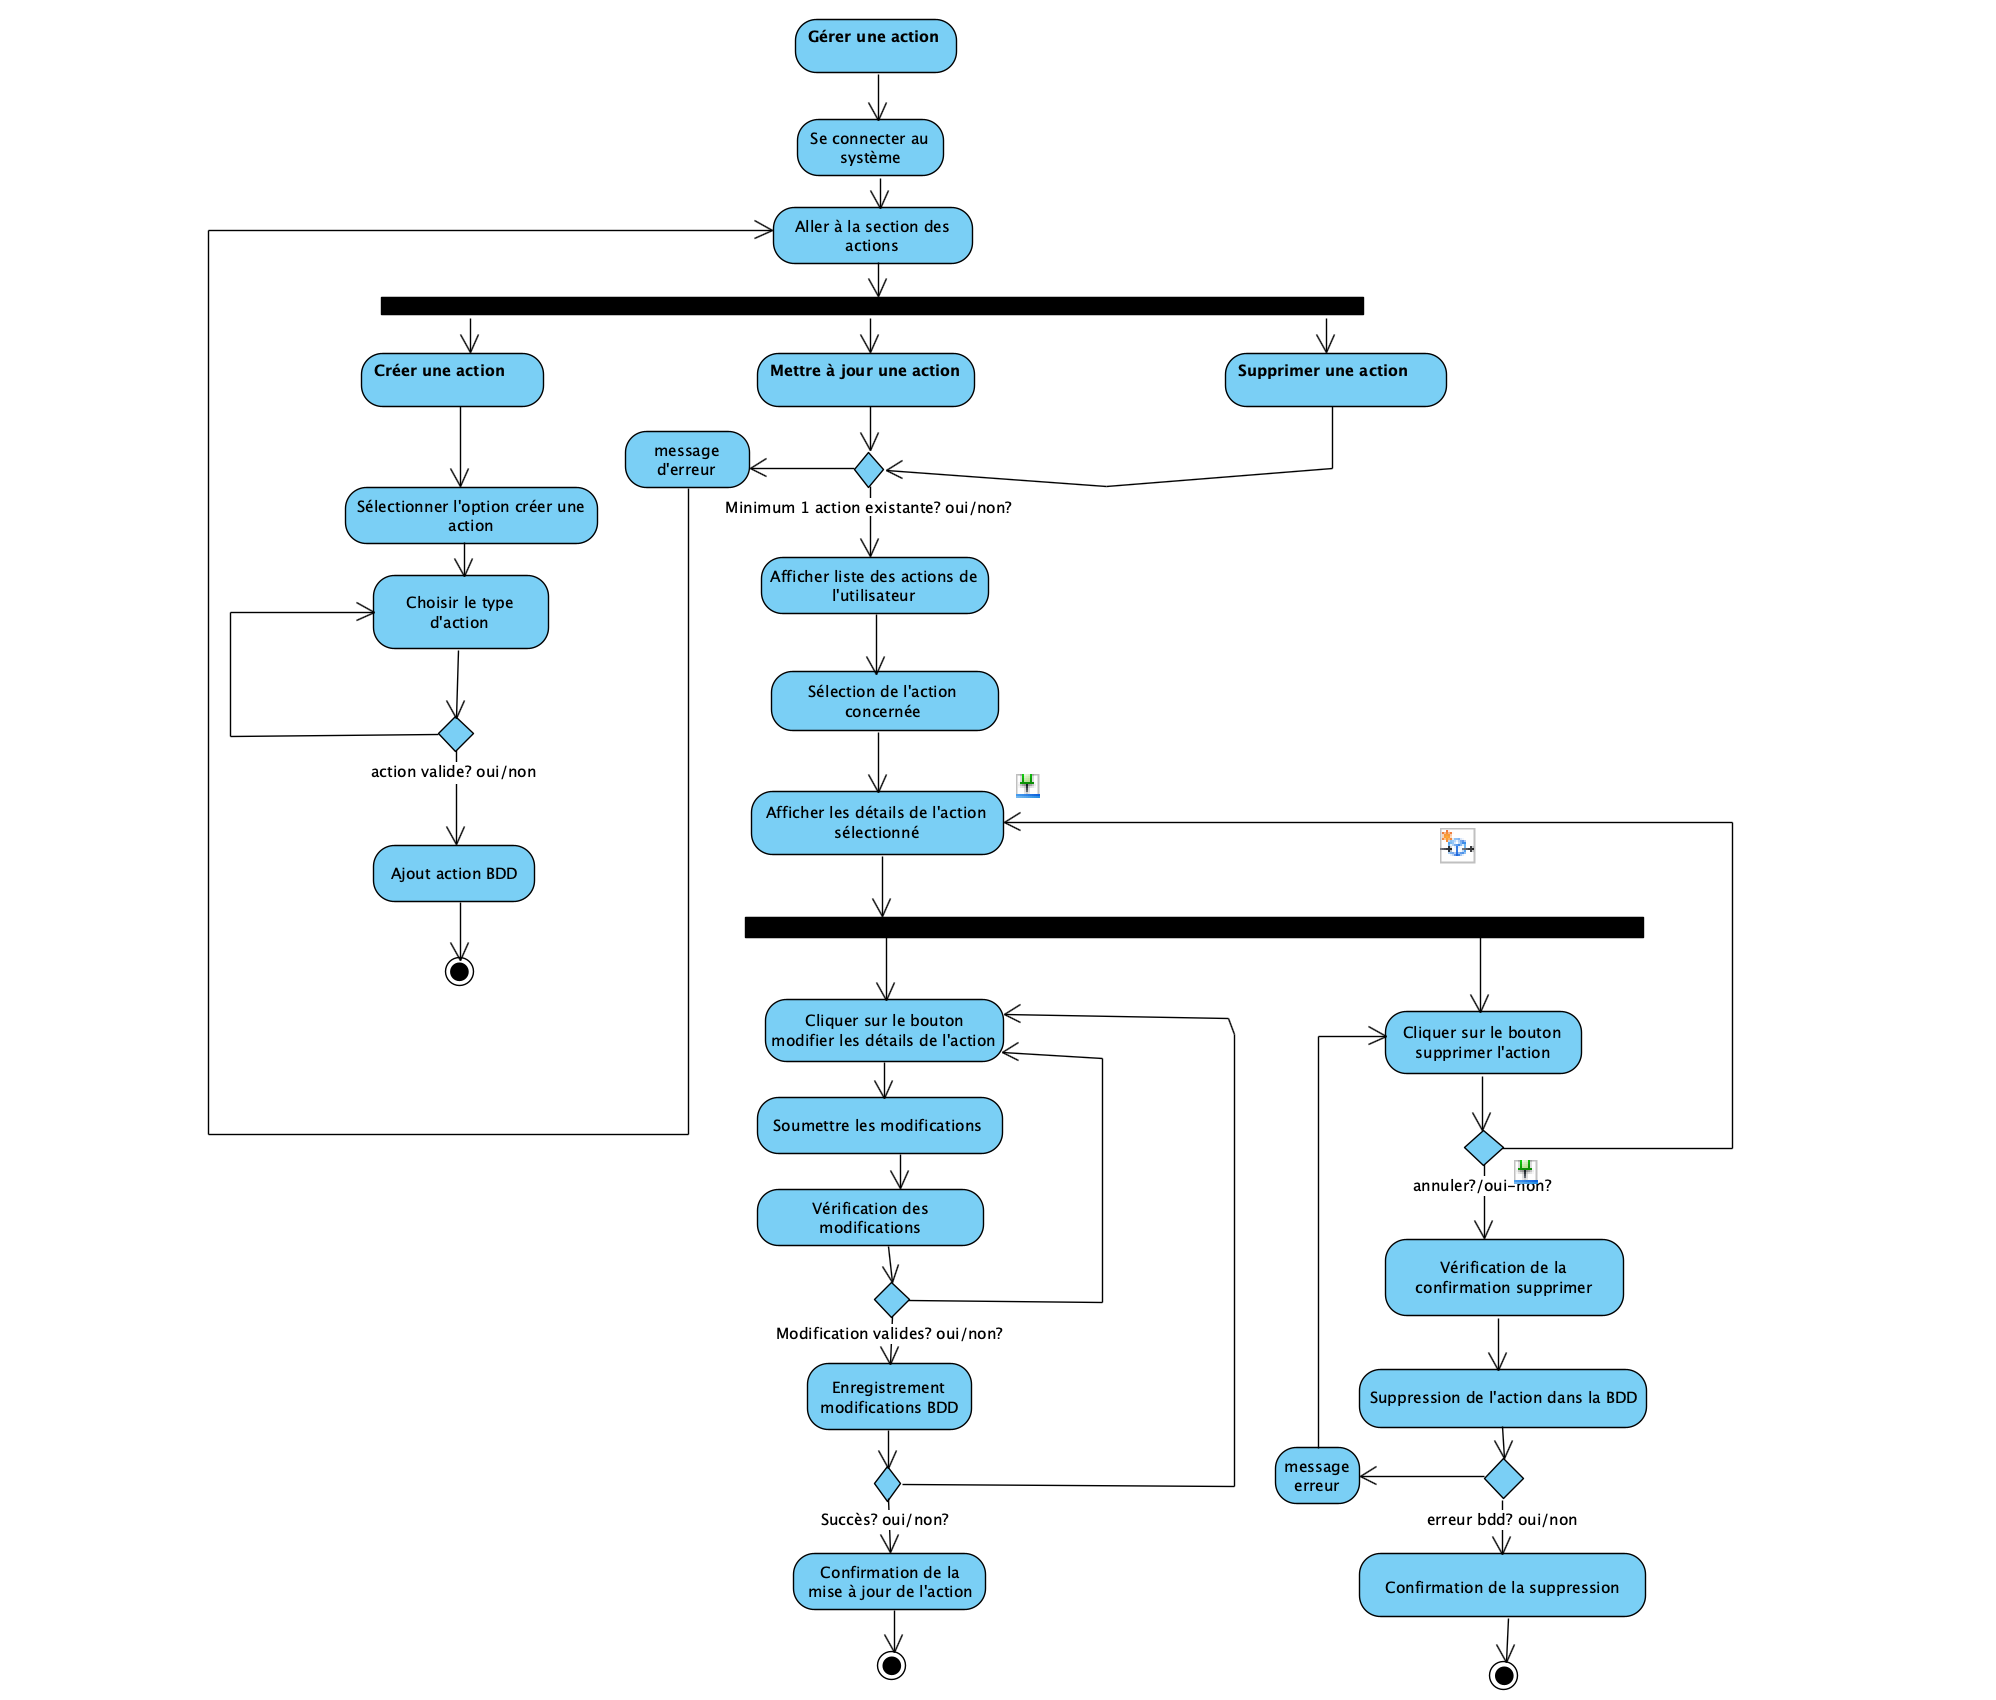 Gérer une action
Se connecter au
système
Aller à la section des
actions
Créer une action
Mettre à jour une action
Supprimer une action
message
d'erreur
Minimum 1 action existante? oui/non?
Sélectionner l'option créer une
action
Afficher liste des actions de
l'utilisateur
Choisir le type
d'action
Sélection de l'action
concernée
action valide? oui/non
Afficher les détails de l'action
sélectionné
Ajout action BDD
Cliquer sur le bouton
modifier les détails de l'action
Cliquer sur le bouton
supprimer l'action
Soumettre les modifications
annuler?/oui-non?
Vérification des
modifications
Vérification de la
confirmation supprimer
Modification valides? oui/non?
Enregistrement
modifications BDD
Suppression de l'action dans la BDD
message
erreur
Succès? oui/non?
erreur bdd? oui/non
Confirmation de la
mise à jour de l'action
Confirmation de la suppression